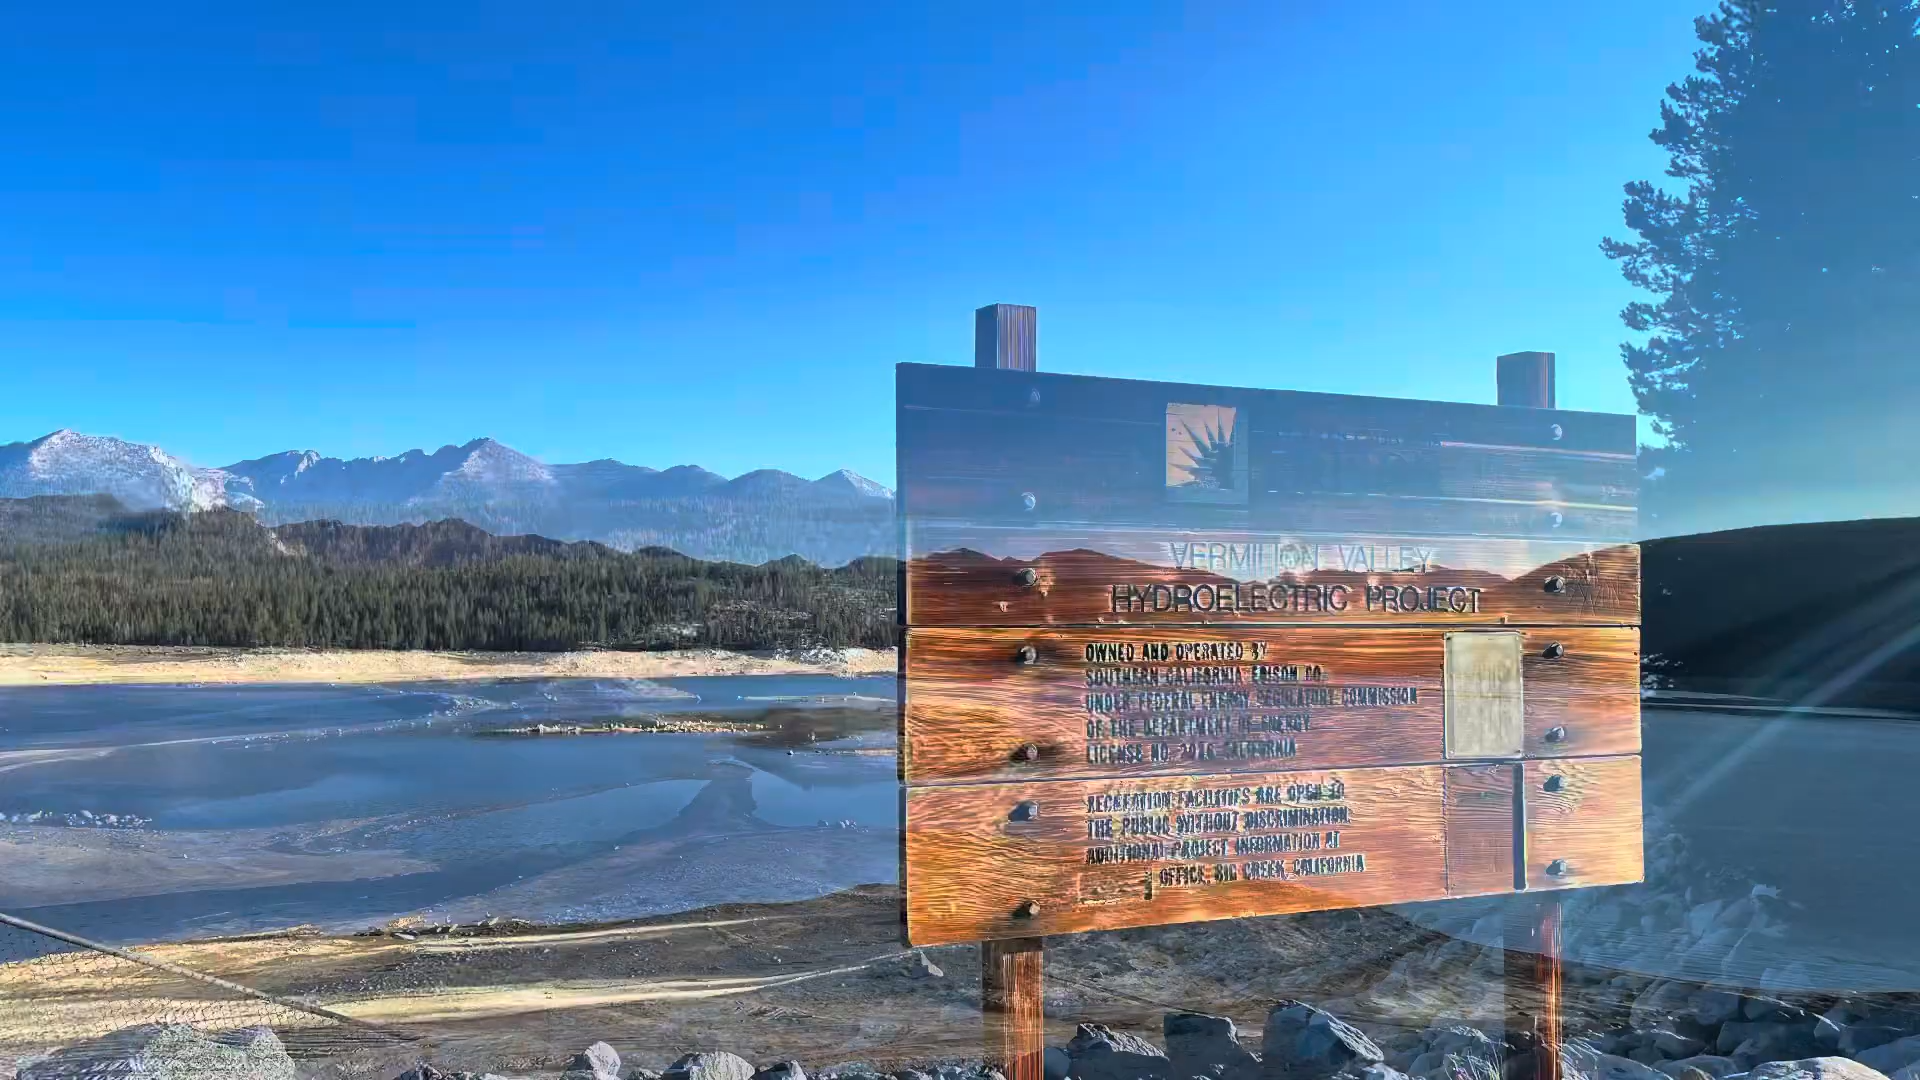 VERMILION VALLEY
HYDROELECTRIC PROJECT
OWNED AND OPERATED BY
SOUTHERN CALIFORNIA EDISON CO.
UNDER FEDERAL ENERGY REGULATORY COMMISSION
OF THE DEPARTMENT OF ENERGY
LICENSE NO. CALIFORNIA
RECREATION FACILITIES ARE OPEN TO
THE PUBLIC WITHOUT DISCRIMINATION.
ADDITIONAL PROJECT INFORMATION AT
OFFICE, BIG CREEK, CALIFORNIA